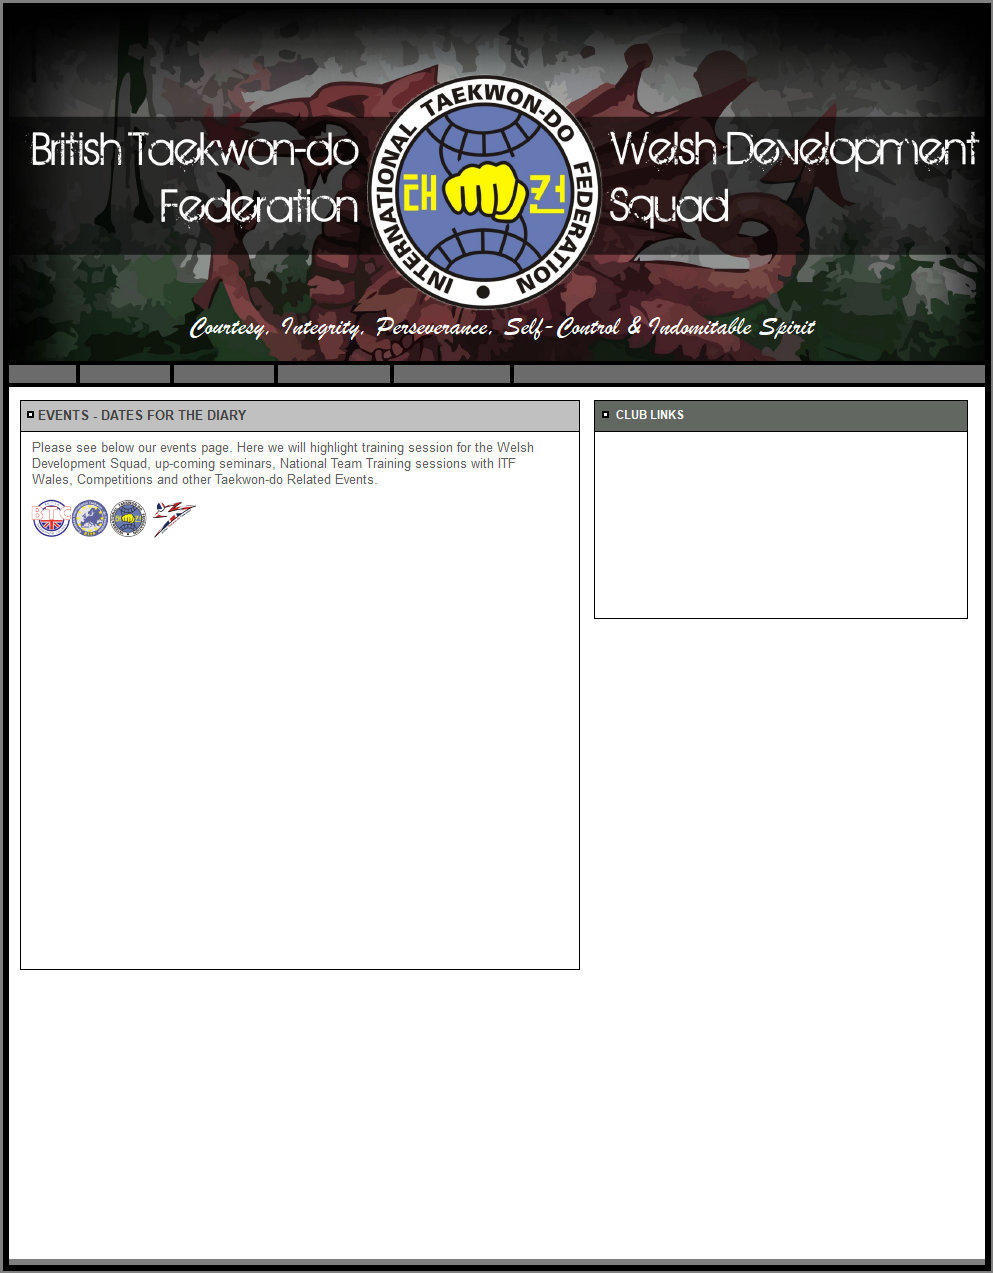 British Taekwon-do
Federation
INTERNATIONAL TAEKWON-DO FEDERATION
태 권
Welsh Development
Squad
Courtesy, Integrity, Perseverance, Self-Control & Indomitable Spirit
EVENTS - DATES FOR THE DIARY
Please see below our events page. Here we will highlight training session for the Welsh
Development Squad, up-coming seminars, National Team Training sessions with ITF
Wales, Competitions and other Taekwon-do Related Events.
BTC
CLUB LINKS